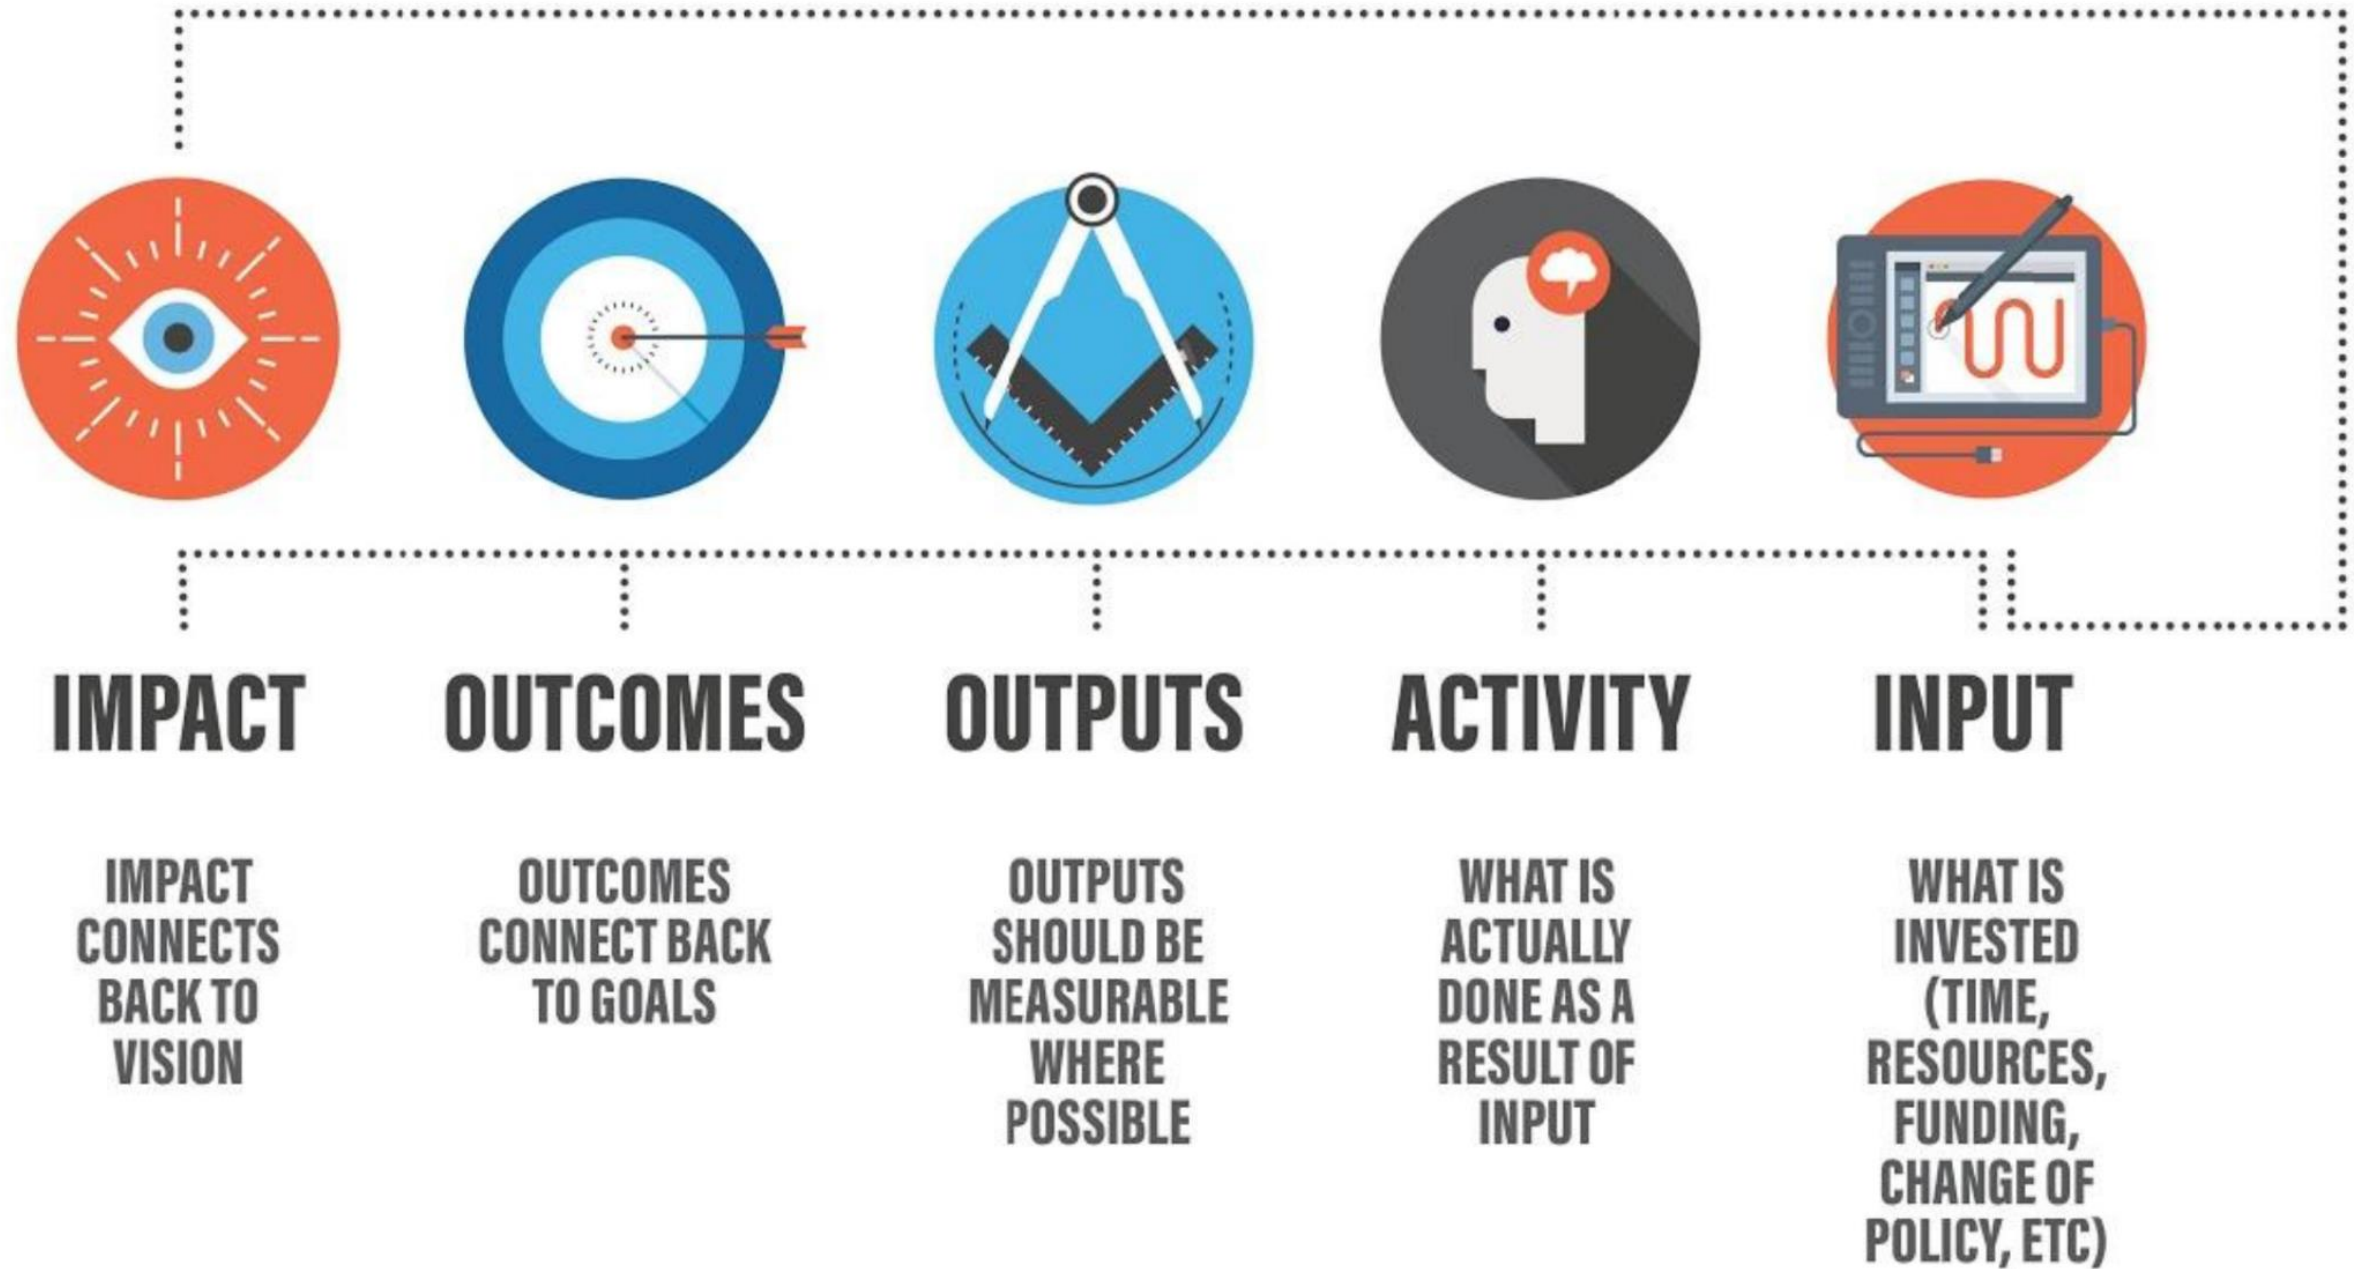 IMPACT
OUTCOMES
OUTPUTS
ACTIVITY
INPUT
IMPACT
CONNECTS
BACK TO
VISION
OUTCOMES
CONNECT BACK
TO GOALS
OUTPUTS
SHOULD BE
MEASURABLE
WHERE
POSSIBLE
WHAT IS
ACTUALLY
DONE AS A
RESULT OF
INPUT
WHAT IS
INVESTED
(TIME,
RESOURCES,
FUNDING,
CHANGE OF
POLICY, ETC)